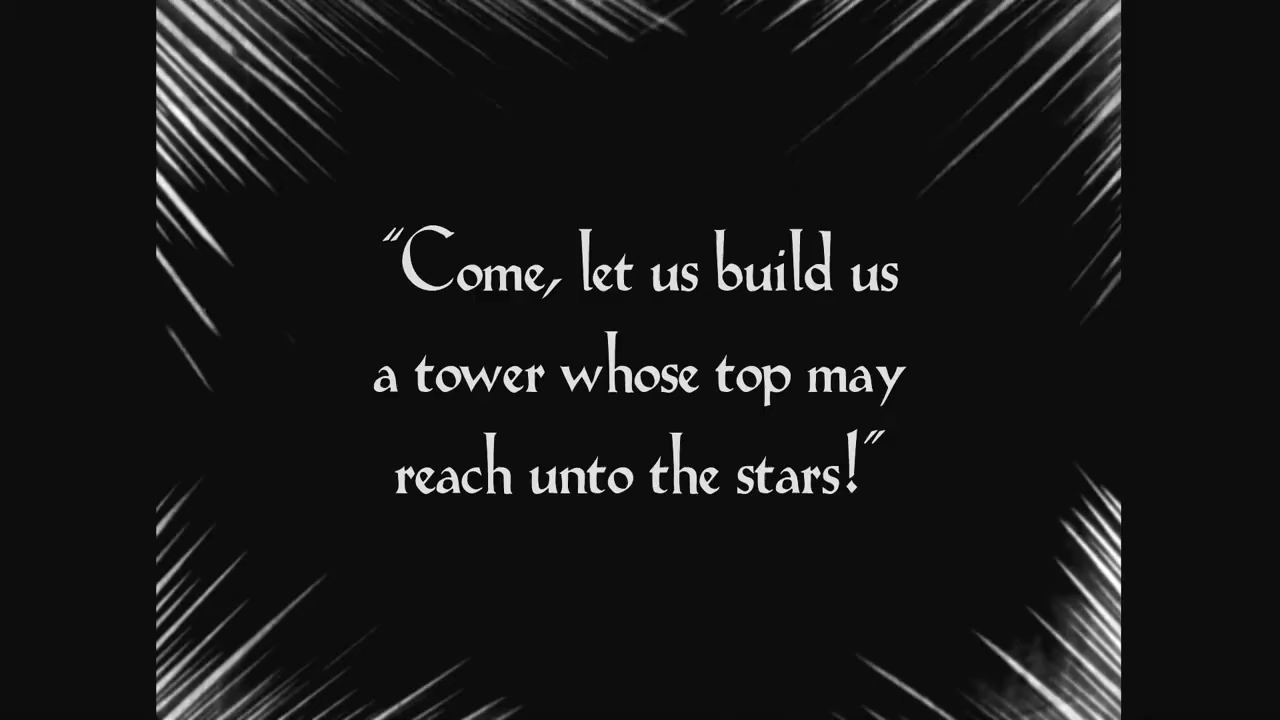 “Come, let us build us
a tower whose top may
reach unto the stars!”